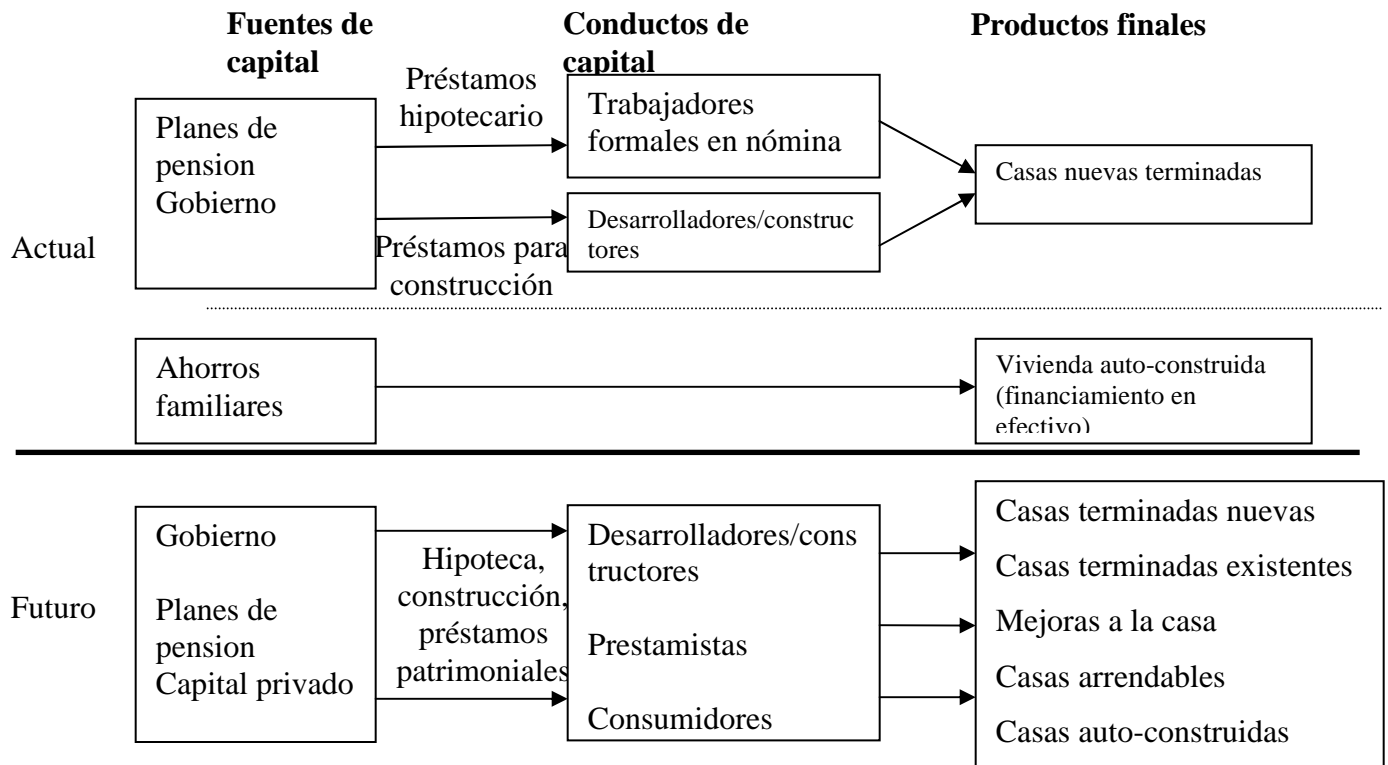 Fuentes de
capital
Conductos de
capital
Productos finales
Actual
Planes de
pension
Gobierno
Préstamos
hipotecario
Préstamos para
construcción
Trabajadores
formales en nómina
Desarrolladores/construc
tores
Casas nuevas terminadas
Ahorros
familiares
Vivienda auto-construida
(financiamiento en
efectivo)
Futuro
Gobierno
Planes de
pension
Capital privado
Hipoteca,
construcción,
préstamos
patrimoniales
Desarrolladores/cons
tructores
Prestamistas
Consumidores
Casas terminadas nuevas
Casas terminadas existentes
Mejoras a la casa
Casas arrendables
Casas auto-construidas